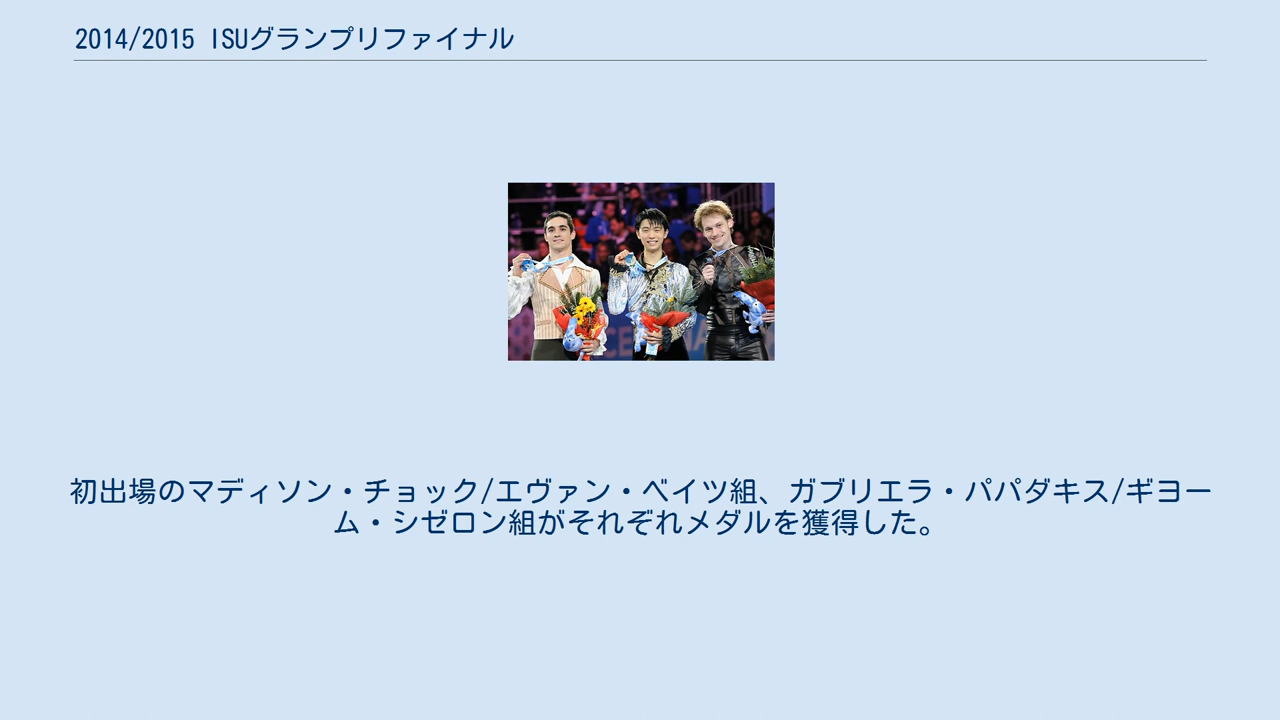 2014/2015 ISUグランプリファイナル
初出場のマディソン・チョック/エヴァン・ベイツ組、ガブリエラ・パパダキス/ギヨー
ム・シゼロン組がそれぞれメダルを獲得した。